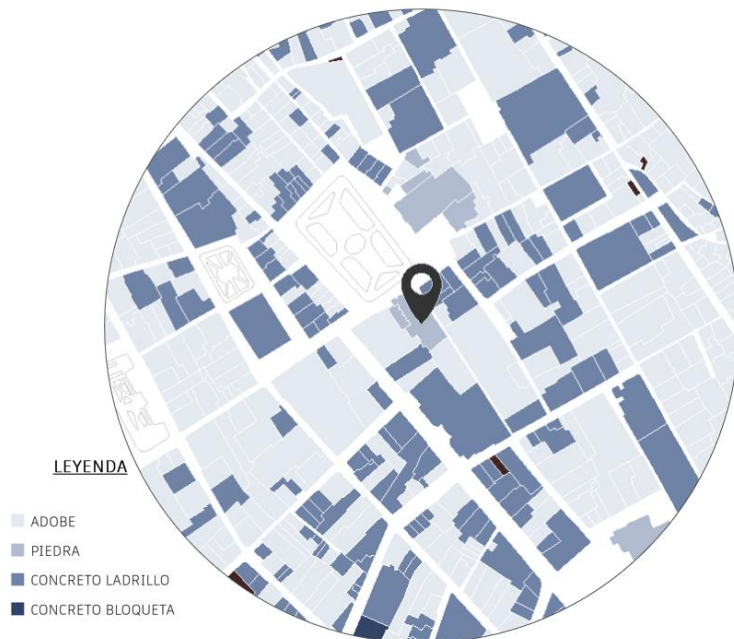 LEYENDA
ADOBE
PIEDRA
CONCRETO LADRILLO
CONCRETO BLOQUETA